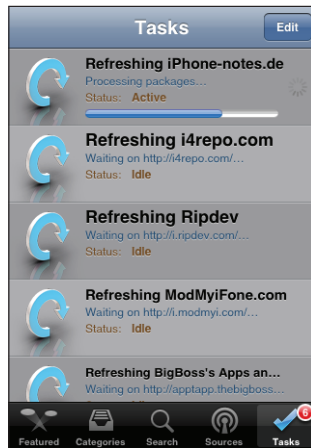 Tasks
Edit
Refreshing iPhone-notes.de
Processing packages...
Status: Active
Refreshing i4repo.com
Waiting on http://i4repo.com/...
Status: Idle
Refreshing Ripdev
Waiting on http://i.ripdev.com/...
Status: Idle
Refreshing ModMyiFone.com
Waiting on http://i.modmyi.com/...
Status: Idle
Refreshing BigBoss's Apps an...
Waiting on http://apptapp.thebigboss....
6
Featured Categories Search Sources Tasks